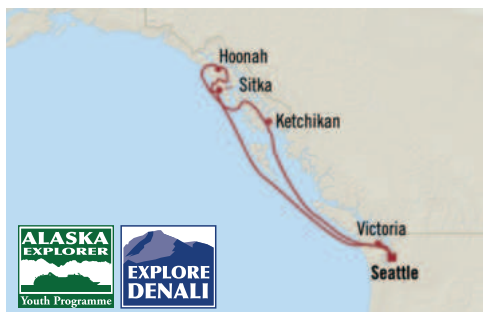 Hoonah
Sitka
Ketchikan
Victoria
Seattle
ALASKA
EXPLORER
Youth Programme
EXPLORE
DENALI